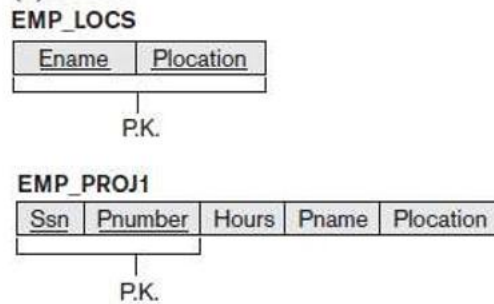 EMP_LOCS
Ename Plocation
P.K.
EMP_PROJ1
Ssn Pnumber Hours Pname Plocation
P.K.